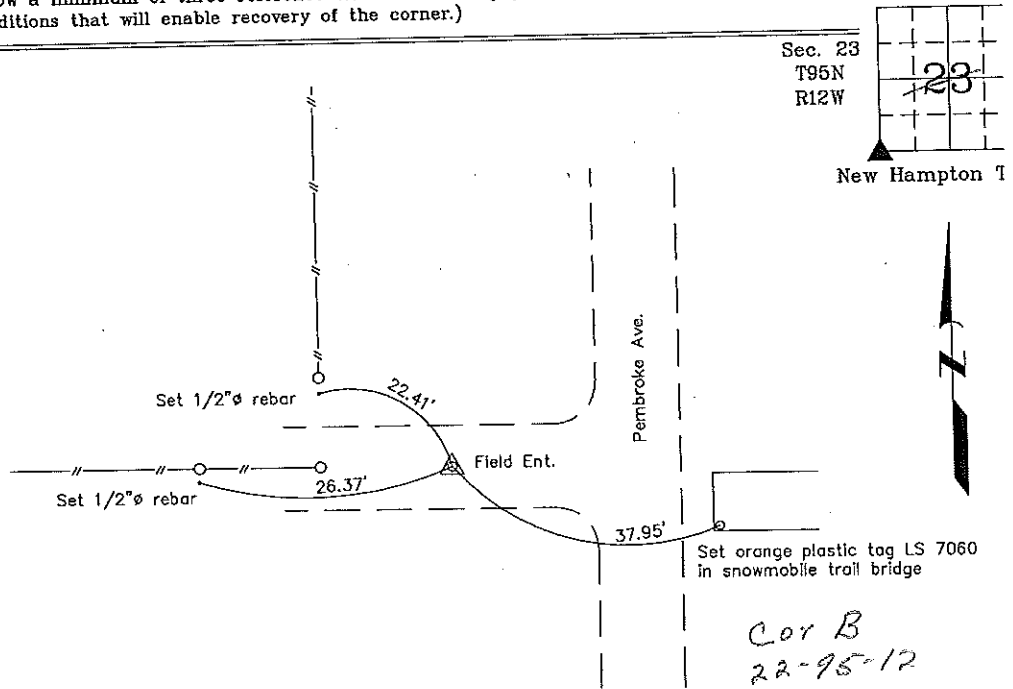 ditions that will enable recovery of the corner.)
Sec. 23
T95N
R12W
23
New Hampton T
Pembroke Ave.
Set 1/2"ø rebar
22.41'
Field Ent.
Set 1/2"ø rebar
26.37'
37.95'
Set orange plastic tag LS 7060
in snowmobile trail bridge
Cor B
22-95-12